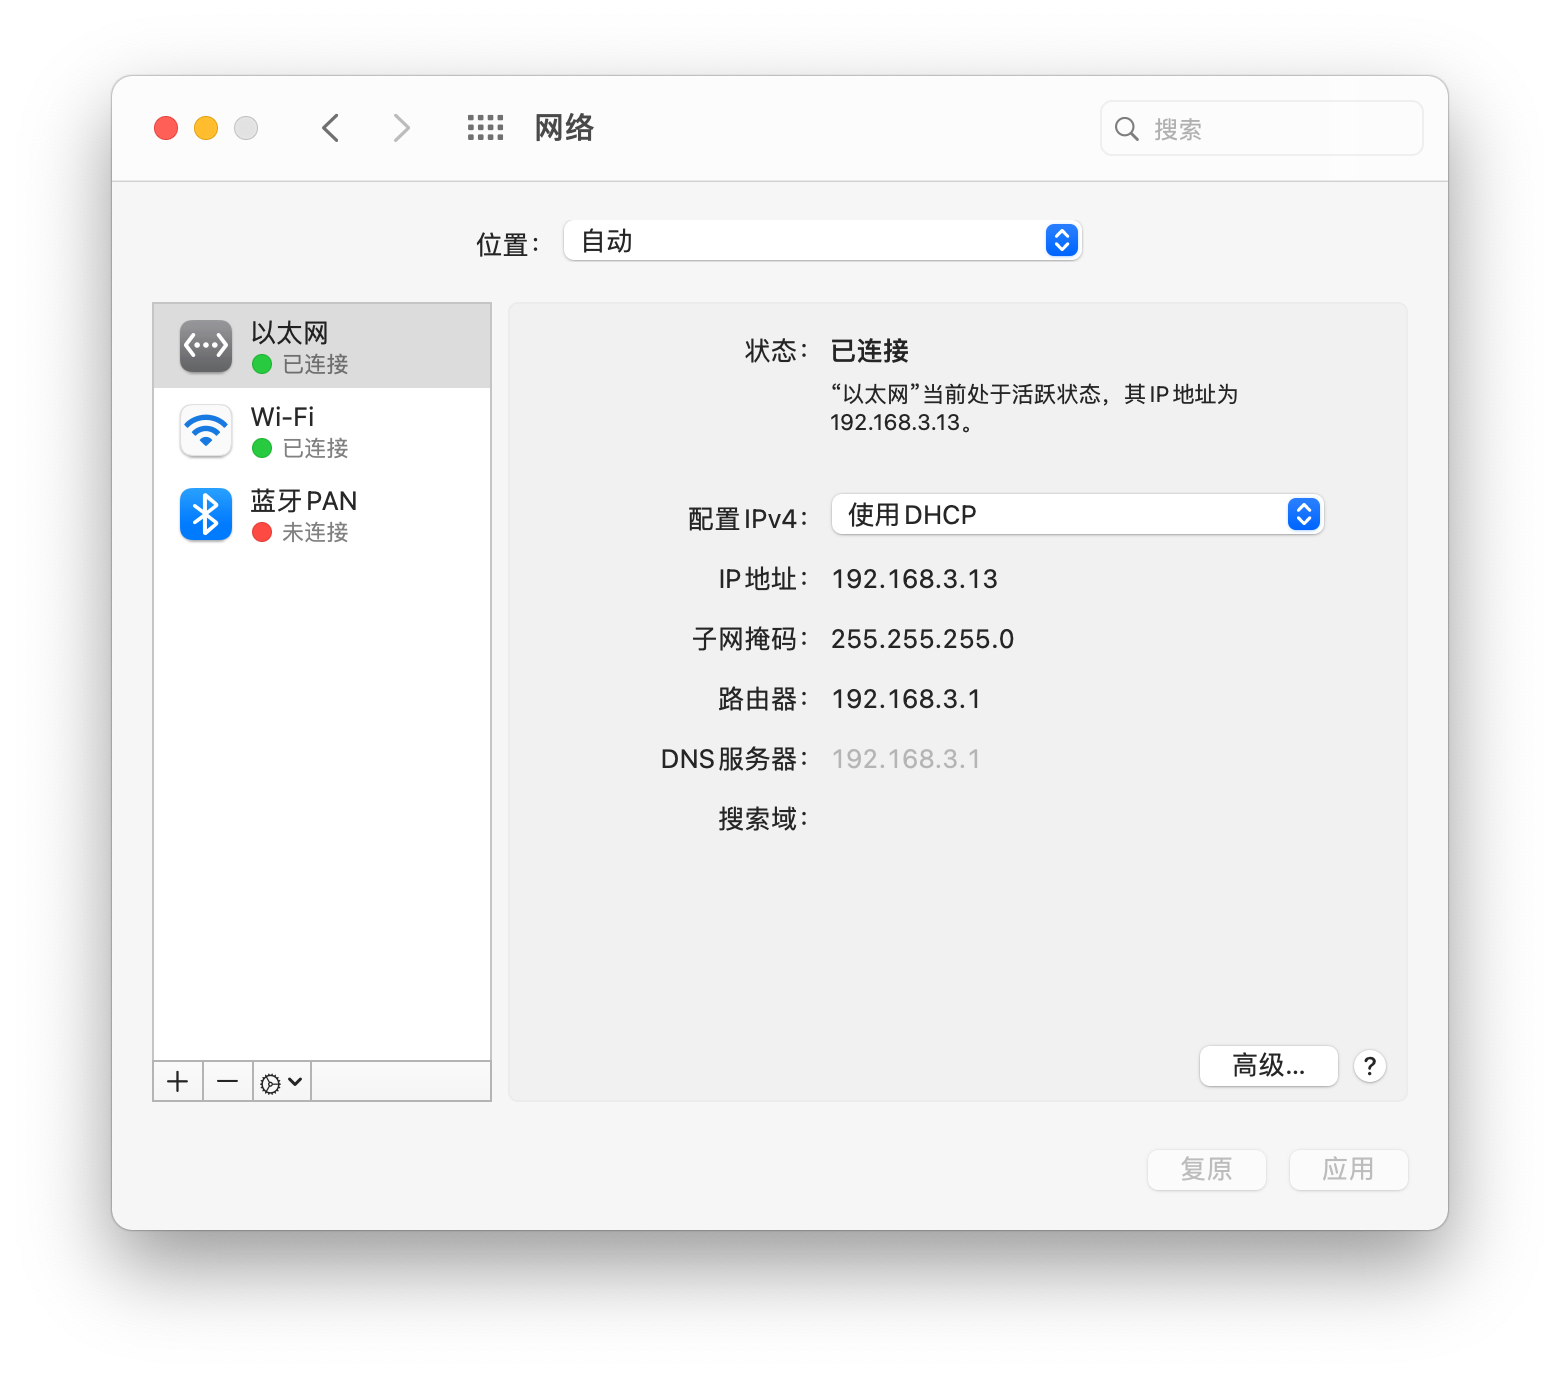 网络
搜索
位置： 自动
以太网
已连接
Wi-Fi
已连接
蓝牙 PAN
未连接
状态： 已连接
“以太网”当前处于活跃状态，其 IP 地址为
192.168.3.13。
配置 IPv4： 使用 DHCP
IP 地址： 192.168.3.13
子网掩码： 255.255.255.0
路由器： 192.168.3.1
DNS 服务器： 192.168.3.1
搜索域：
高级... ?
复原 应用